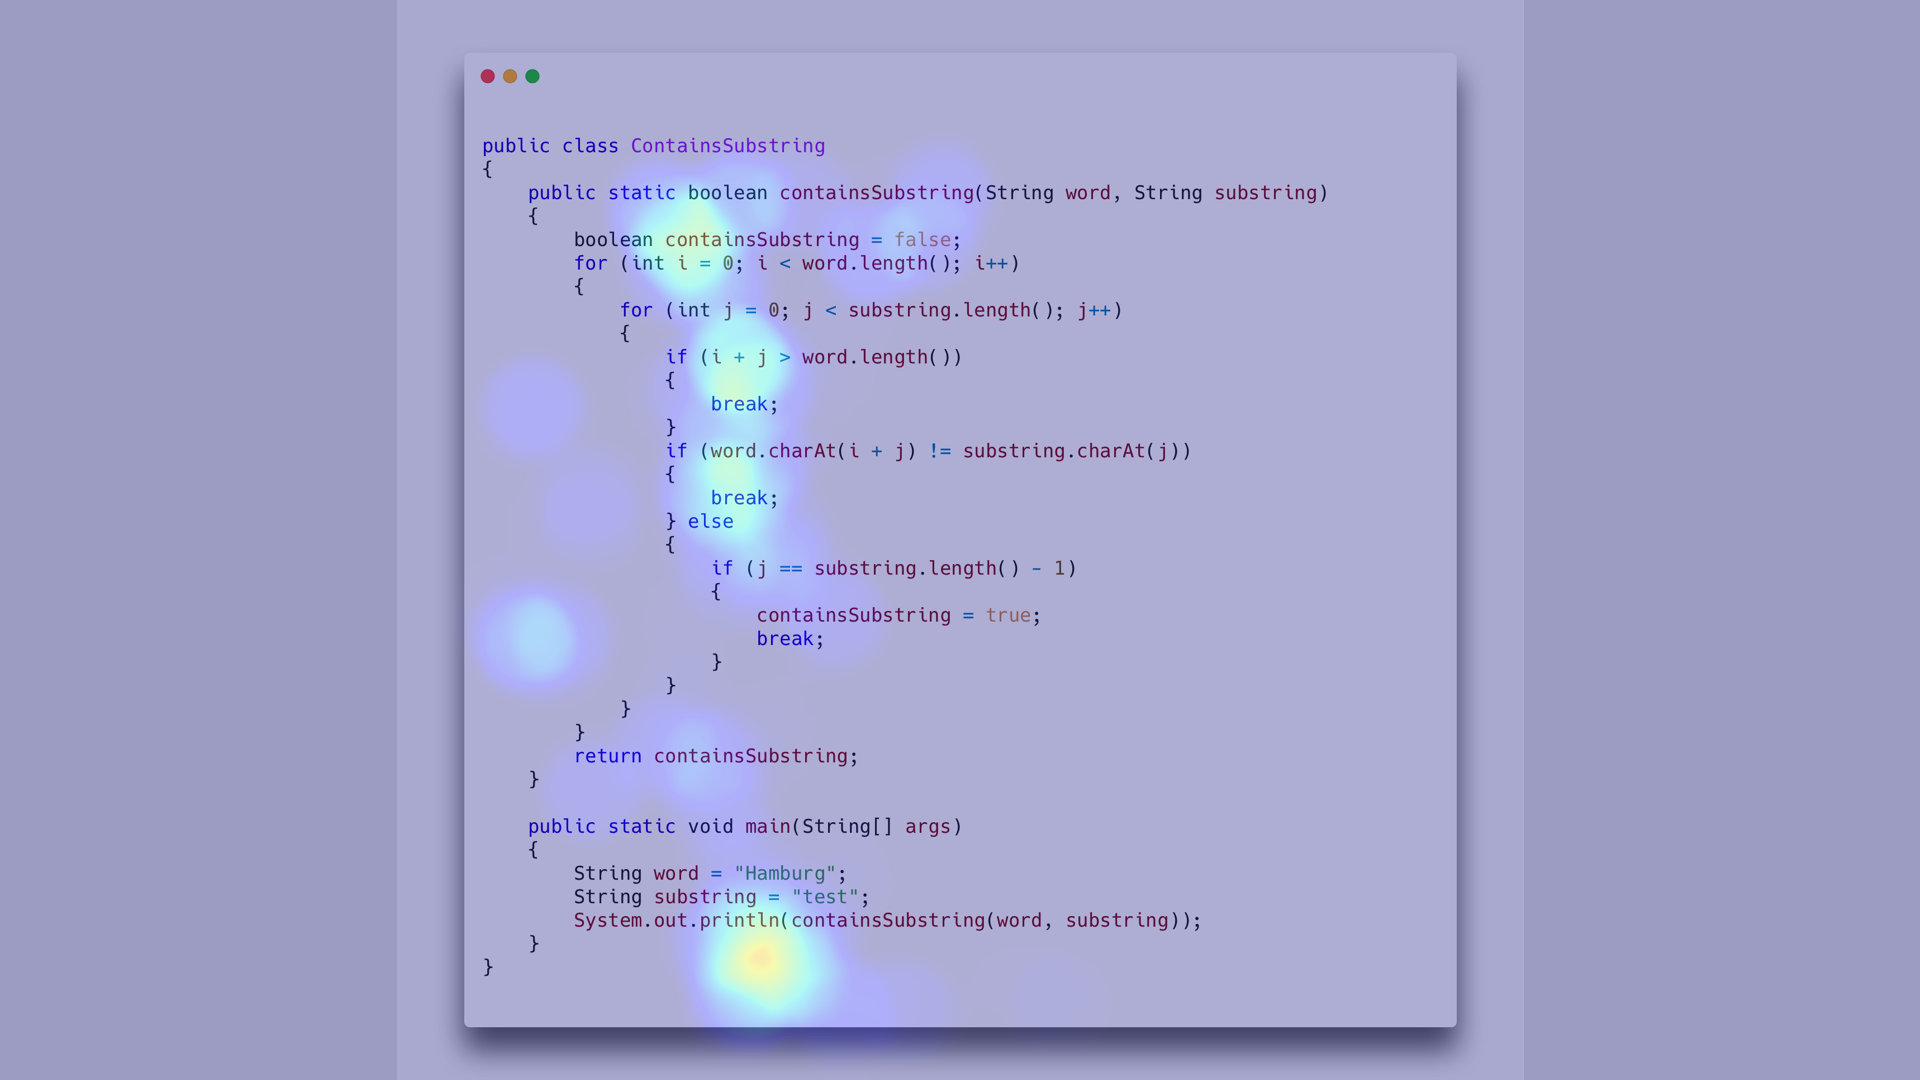 public class ContainsSubstring
{
    public static boolean containsSubstring(String word, String substring)
    {
        boolean containsSubstring = false;
        for (int i = 0; i < word.length(); i++)
        {
            for (int j = 0; j < substring.length(); j++)
            {
                if (i + j > word.length())
                {
                    break;
                }
                if (word.charAt(i + j) != substring.charAt(j))
                {
                    break;
                } else
                {
                    if (j == substring.length() - 1)
                    {
                        containsSubstring = true;
                        break;
                    }
                }
            }
        }
        return containsSubstring;
    }

    public static void main(String[] args)
    {
        String word = "Hamburg";
        String substring = "test";
        System.out.println(containsSubstring(word, substring));
    }
}